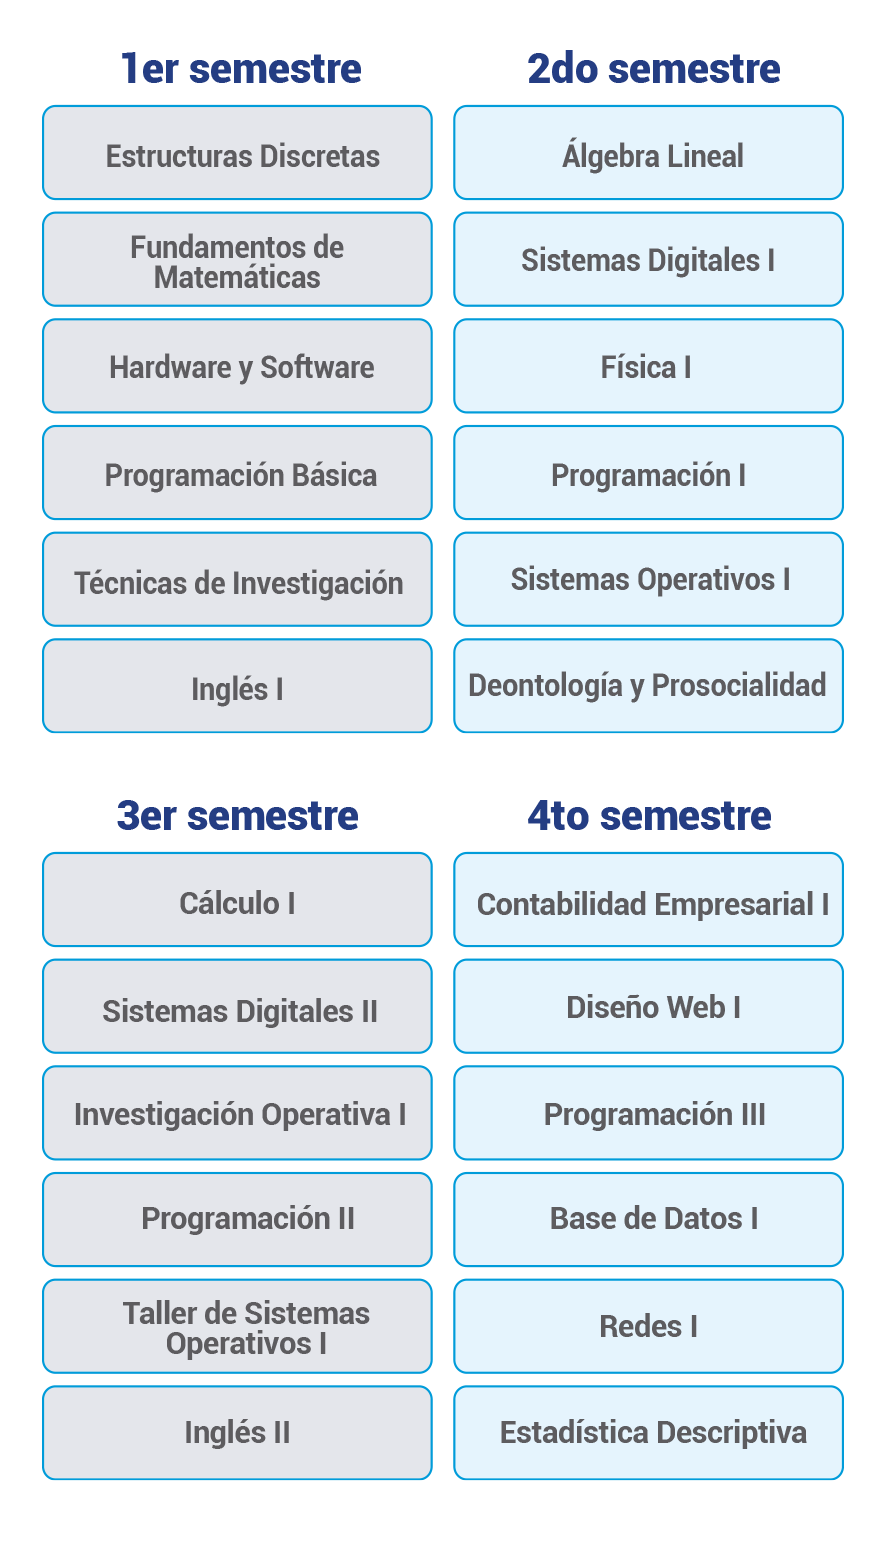 1er semestre
Estructuras Discretas
Fundamentos de
Matemáticas
Hardware y Software
Programación Básica
Técnicas de Investigación
Inglés I
2do semestre
Álgebra Lineal
Sistemas Digitales I
Física I
Programación I
Sistemas Operativos I
Deontología y Prosocialidad
3er semestre
Cálculo I
Sistemas Digitales II
Investigación Operativa I
Programación II
Taller de Sistemas
Operativos I
Inglés II
4to semestre
Contabilidad Empresarial I
Diseño Web I
Programación III
Base de Datos I
Redes I
Estadística Descriptiva